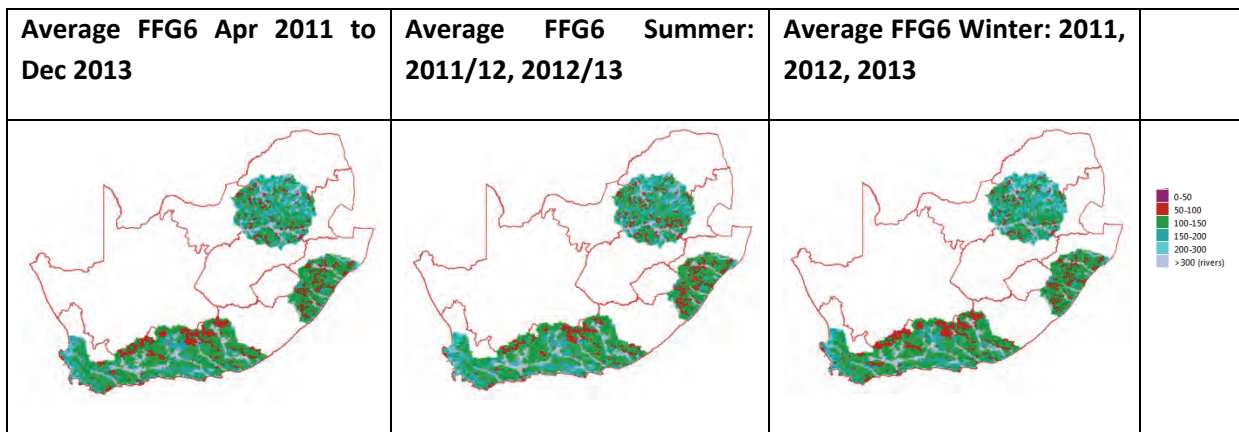 Average FFG6 Apr 2011 to
Dec 2013
Average FFG6 Summer:
2011/12, 2012/13
Average FFG6 Winter: 2011,
2012, 2013
0-50
50-100
100-150
150-200
200-300
>300 (rivers)